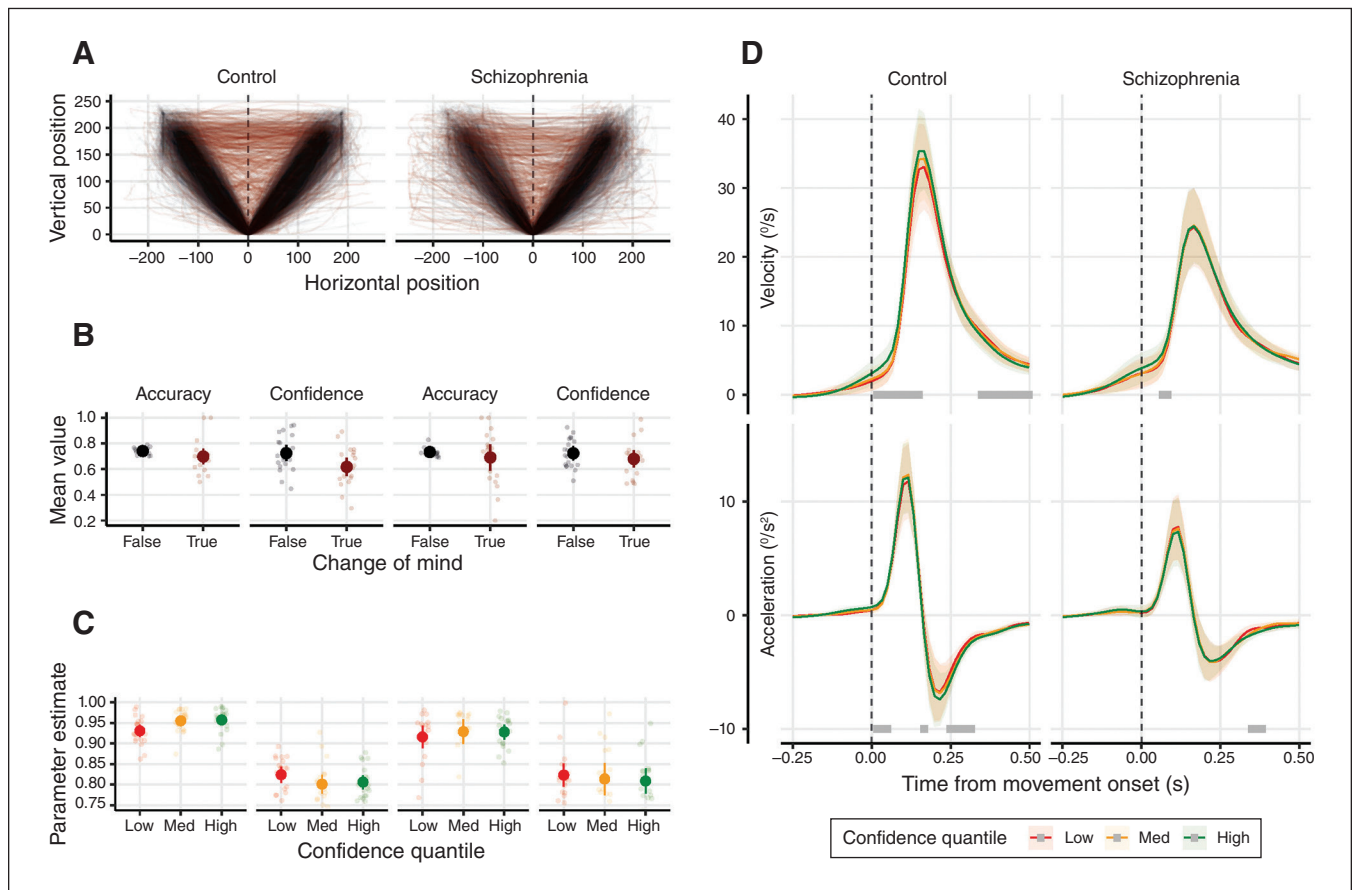 A
Control Schizophrenia
Vertical position
250
200
150
100
50
0
−200 −100 0 100 200 −200 −100 0 100 200
Horizontal position
B
Accuracy Confidence Accuracy Confidence
Mean value
1.0
0.8
0.6
0.4
0.2
False True False True False True False True
Change of mind
C
Parameter estimate
1.00
0.95
0.90
0.85
0.80
0.75
Low Med High Low Med High Low Med High Low Med High
Confidence quantile
D
Control Schizophrenia
Velocity (⁰/s)
40
30
20
10
0
Acceleration (⁰/s²)
10
0
−10
−0.25 0.00 0.25 0.50 −0.25 0.00 0.25 0.50
Time from movement onset (s)
Confidence quantile Low Med High